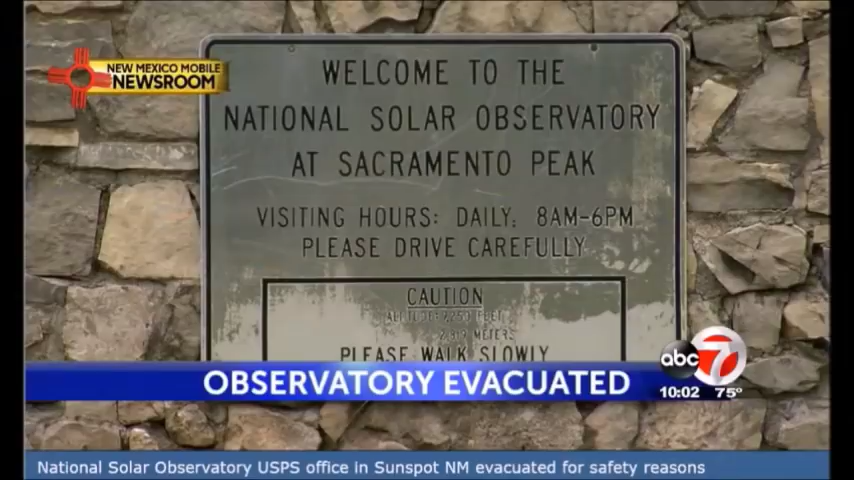 NEW MEXICO MOBILE
NEWSROOM
WELCOME TO THE
NATIONAL SOLAR OBSERVATORY
AT SACRAMENTO PEAK
VISITING HOURS: DAILY: 8AM-6PM
PLEASE DRIVE CAREFULLY
CAUTION
FEET
METERS
PLEASE WALK SLOWLY
abc 7
OBSERVATORY EVACUATED
10:02 75°
National Solar Observatory USPS office in Sunspot NM evacuated for safety reasons